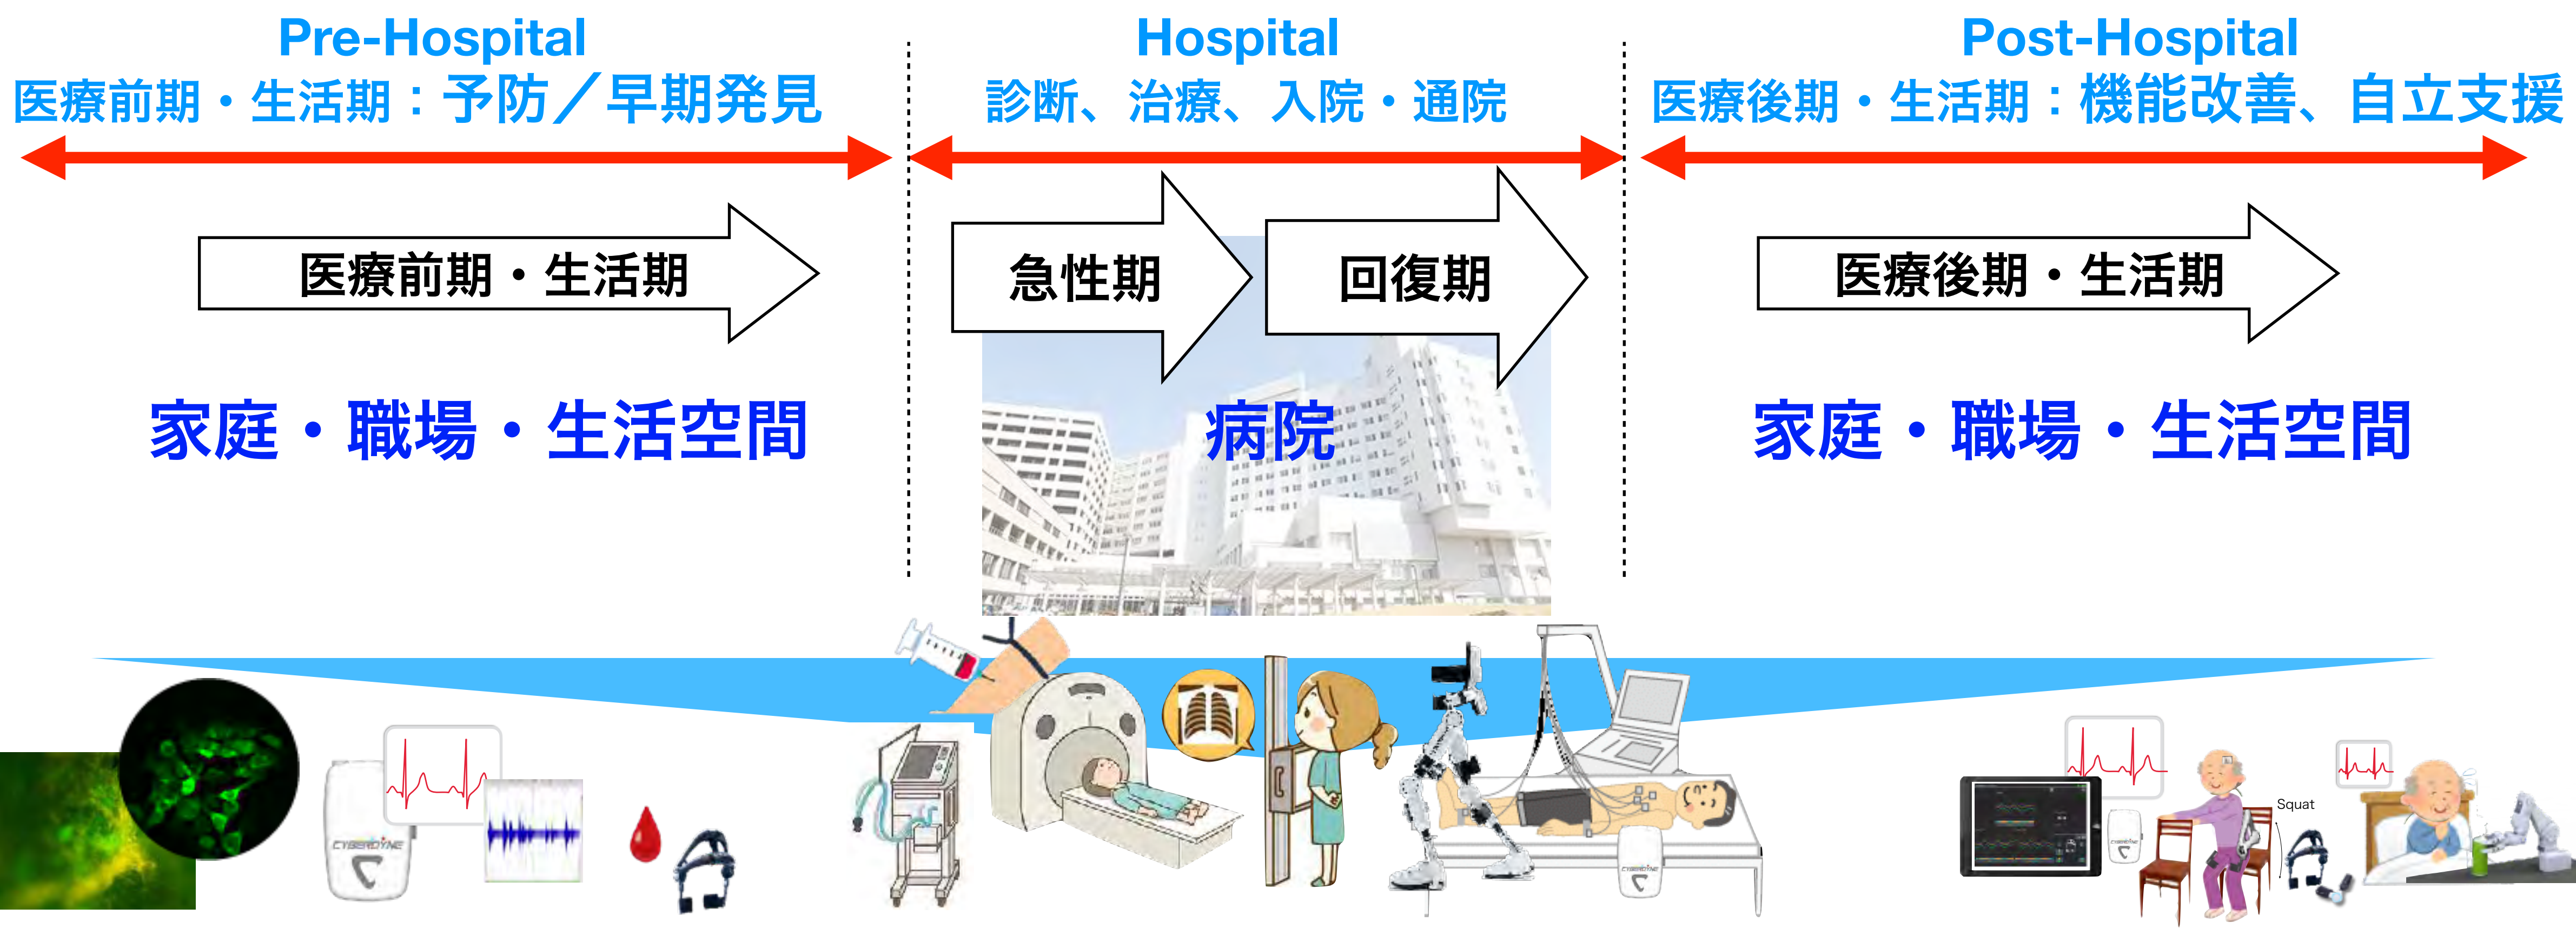 Pre-Hospital
医療前期・生活期：予防／早期発見
Hospital
診断、治療、入院・通院
Post-Hospital
医療後期・生活期：機能改善、自立支援
医療前期・生活期
急性期
回復期
医療後期・生活期
家庭・職場・生活空間
病院
家庭・職場・生活空間
CYBERDYNE
CYBERDYNE
CYBERDYNE
Squat